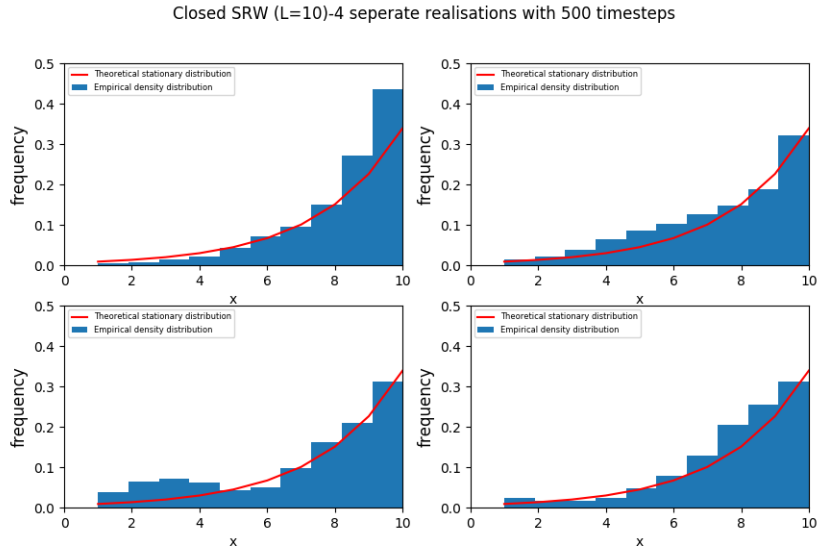 Closed SRW (L=10)-4 seperate realisations with 500 timesteps
0.5
0.4
0.3
0.2
0.1
0.0
frequency
Theoretical stationary distribution
Empirical density distribution
0 2 4 6 8 10
x
0.5
0.4
0.3
0.2
0.1
0.0
frequency
Theoretical stationary distribution
Empirical density distribution
0 2 4 6 8 10
x
0.5
0.4
0.3
0.2
0.1
0.0
frequency
Theoretical stationary distribution
Empirical density distribution
0 2 4 6 8 10
x
0.5
0.4
0.3
0.2
0.1
0.0
frequency
Theoretical stationary distribution
Empirical density distribution
0 2 4 6 8 10
x